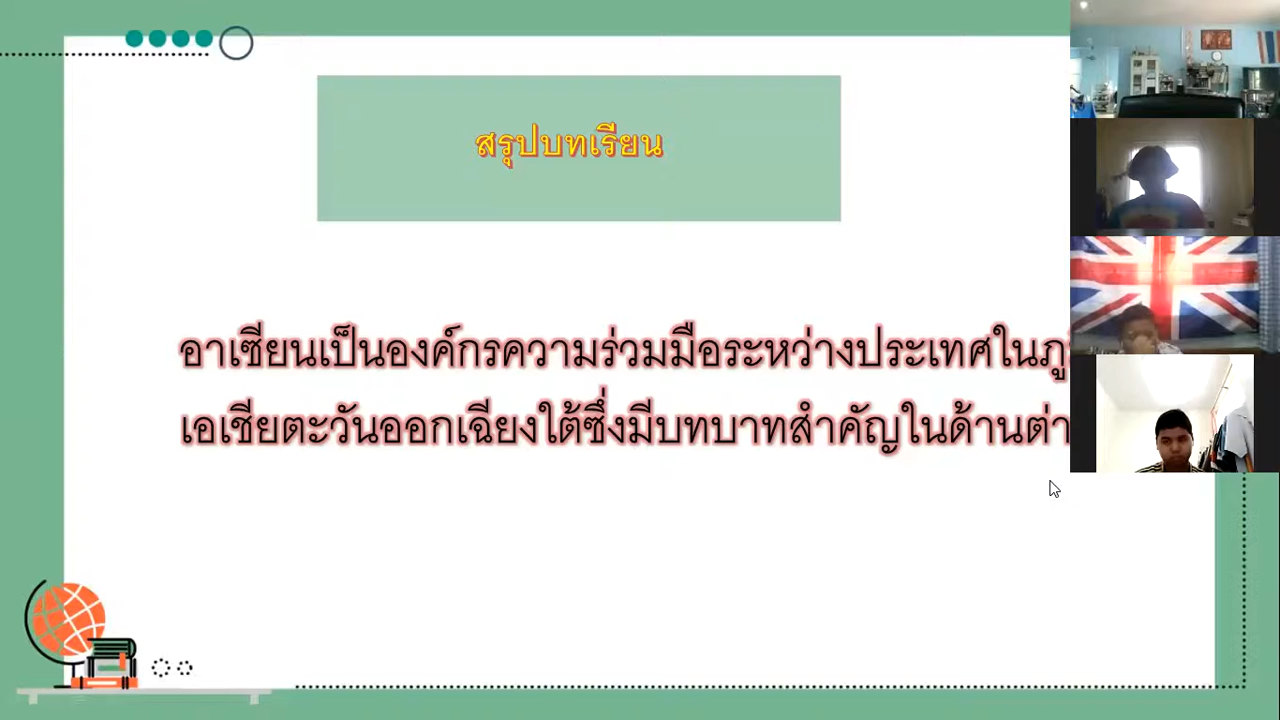 สรุปบทเรียน
อาเซียนเป็นองค์กรความร่วมมือระหว่างประเทศใน
เอเชียตะวันออกเฉียงใต้ซึ่งมีบทบาทสำคัญในด้าน